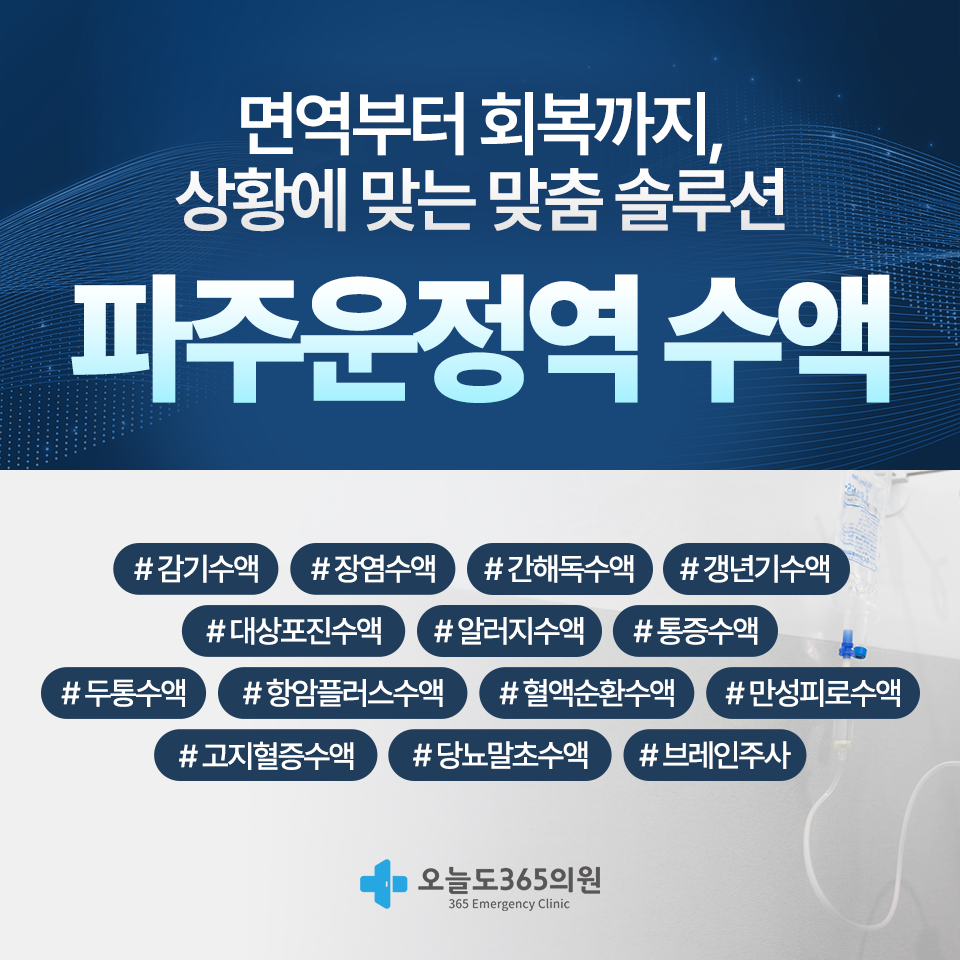 면역부터 회복까지,
상황에 맞는 맞춤 솔루션
파주운정역 수액
# 감기수액 # 장염수액 # 간해독수액 # 갱년기수액
# 대상포진수액 # 알러지수액 # 통증수액
# 두통수액 # 항암플러스수액 # 혈액순환수액 # 만성피로수액
# 고지혈증수액 # 당뇨말초수액 # 브레인주사
오늘도365의원
365 Emergency Clinic